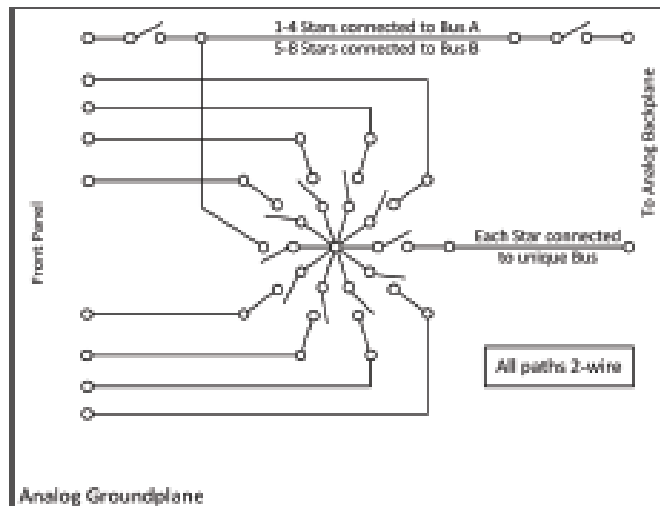 1-4 Stars connected to Bus A
5-8 Stars connected to Bus B
To Analog Backplane
Front Panel
Each Star connected
to unique Bus
All paths 2-wire
Analog Groundplane